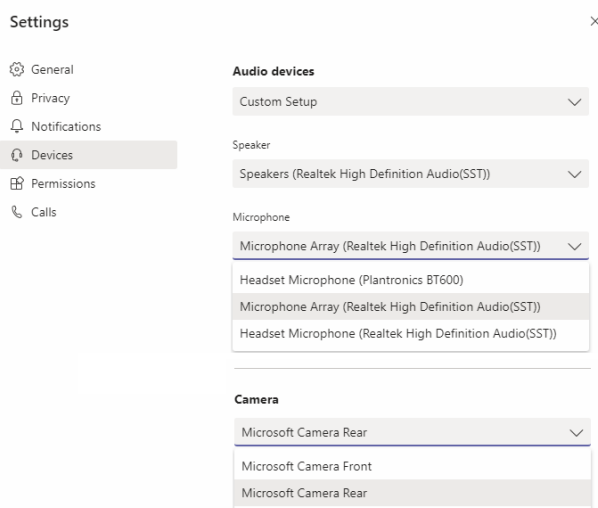 Settings
General
Privacy
Notifications
Devices
Permissions
Calls
Audio devices
Custom Setup
Speaker
Speakers (Realtek High Definition Audio(SST))
Microphone
Microphone Array (Realtek High Definition Audio(SST))
Headset Microphone (Plantronics BT600)
Microphone Array (Realtek High Definition Audio(SST))
Headset Microphone (Realtek High Definition Audio(SST))
Camera
Microsoft Camera Rear
Microsoft Camera Front
Microsoft Camera Rear